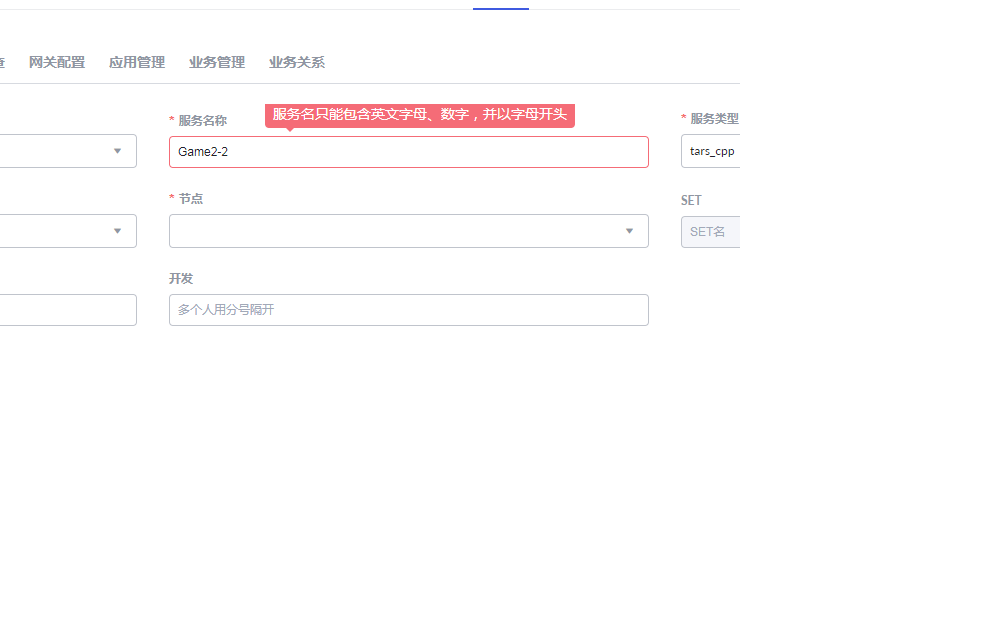 网关配置 应用管理 业务管理 业务关系
* 服务名称
服务名只能包含英文字母、数字，并以字母开头
* 服务类型
Game2-2
tars_cpp
* 节点
SET
SET名
开发
多个人用分号隔开